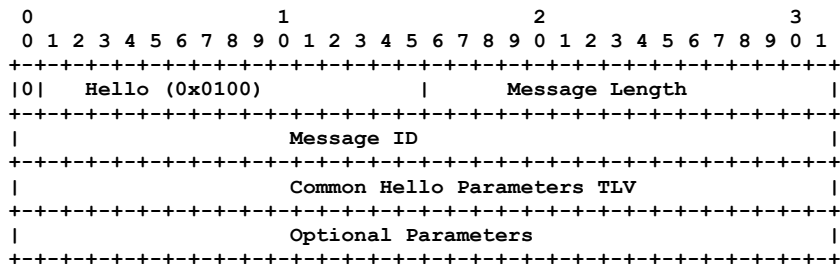 0                   1                   2                   3
 0 1 2 3 4 5 6 7 8 9 0 1 2 3 4 5 6 7 8 9 0 1 2 3 4 5 6 7 8 9 0 1
+-+-+-+-+-+-+-+-+-+-+-+-+-+-+-+-+-+-+-+-+-+-+-+-+-+-+-+-+-+-+-+-+
|0|   Hello (0x0100)            |      Message Length           |
+-+-+-+-+-+-+-+-+-+-+-+-+-+-+-+-+-+-+-+-+-+-+-+-+-+-+-+-+-+-+-+-+
|                     Message ID                                |
+-+-+-+-+-+-+-+-+-+-+-+-+-+-+-+-+-+-+-+-+-+-+-+-+-+-+-+-+-+-+-+-+
|                     Common Hello Parameters TLV               |
+-+-+-+-+-+-+-+-+-+-+-+-+-+-+-+-+-+-+-+-+-+-+-+-+-+-+-+-+-+-+-+-+
|                     Optional Parameters                       |
+-+-+-+-+-+-+-+-+-+-+-+-+-+-+-+-+-+-+-+-+-+-+-+-+-+-+-+-+-+-+-+-+